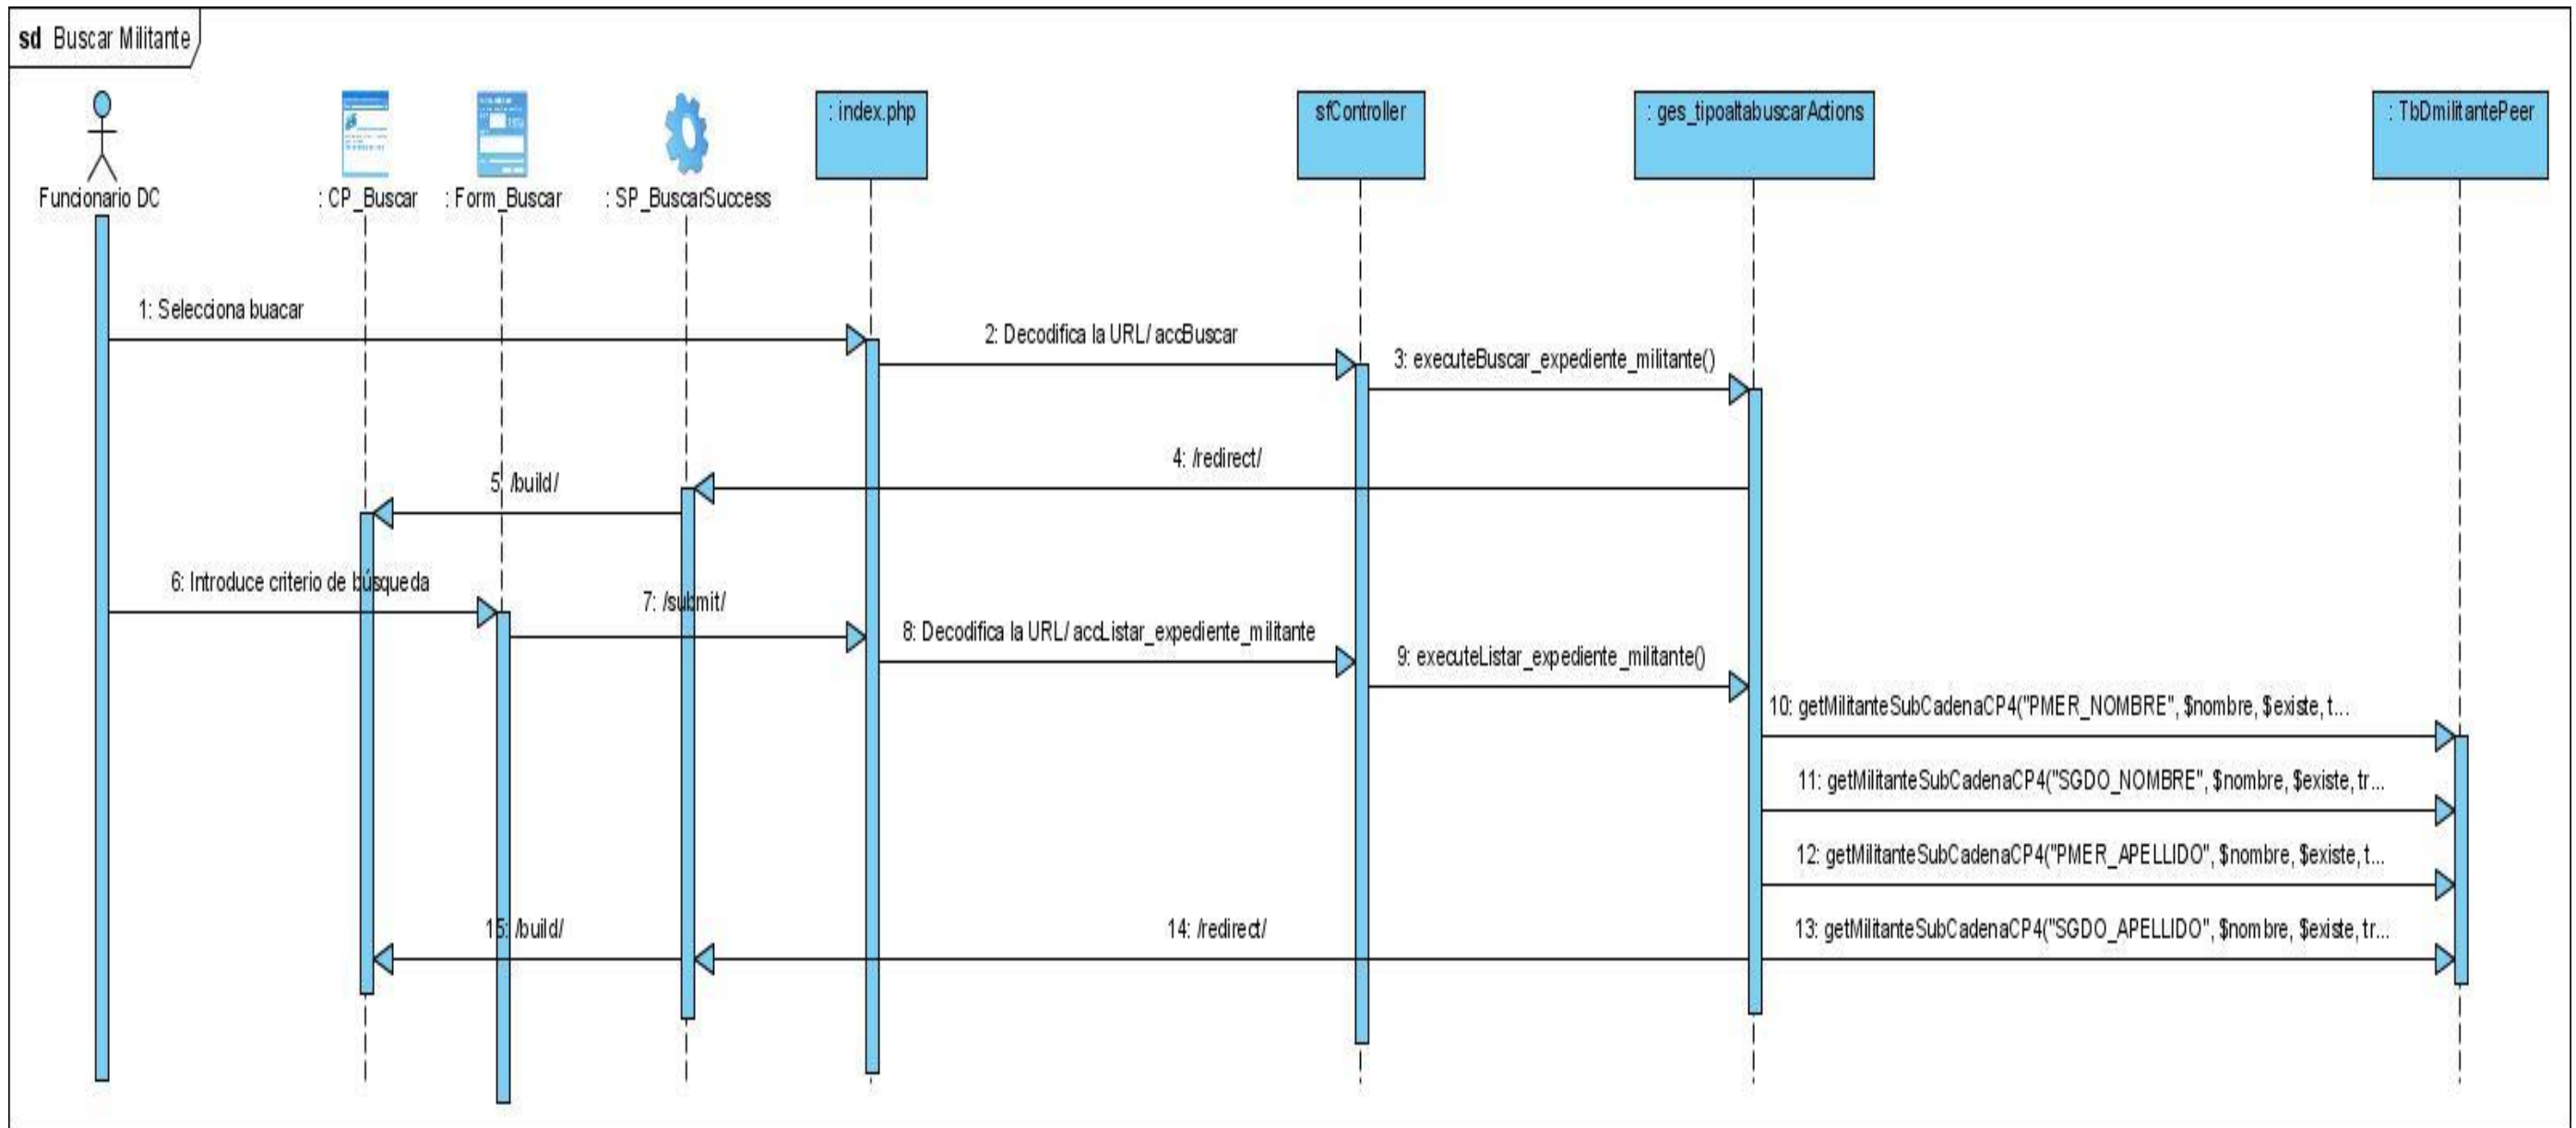 sd Buscar Militante
Funcionario DC
: CP_Buscar
: Form_Buscar
: SP_BuscarSuccess
: index.php
sfController
: ges_tipoaltabuscarActions
: TbDmilitantePeer
1: Selecciona buacar
2: Decodifica la URL/ accBuscar
3: executeBuscar_expediente_militante()
4: /redirect/
5: /build/
6: Introduce criterio de búsqueda
7: /submit/
8: Decodifica la URL/ accListar_expediente_militante
9: executeListar_expediente_militante()
10: getMilitanteSubCadenaCP4("PMER_NOMBRE", $nombre, $existe, t...
11: getMilitanteSubCadenaCP4("SGDO_NOMBRE", $nombre, $existe, tr...
12: getMilitanteSubCadenaCP4("PMER_APELLIDO", $nombre, $existe, t...
13: getMilitanteSubCadenaCP4("SGDO_APELLIDO", $nombre, $existe, tr...
14: /redirect/
15: /build/